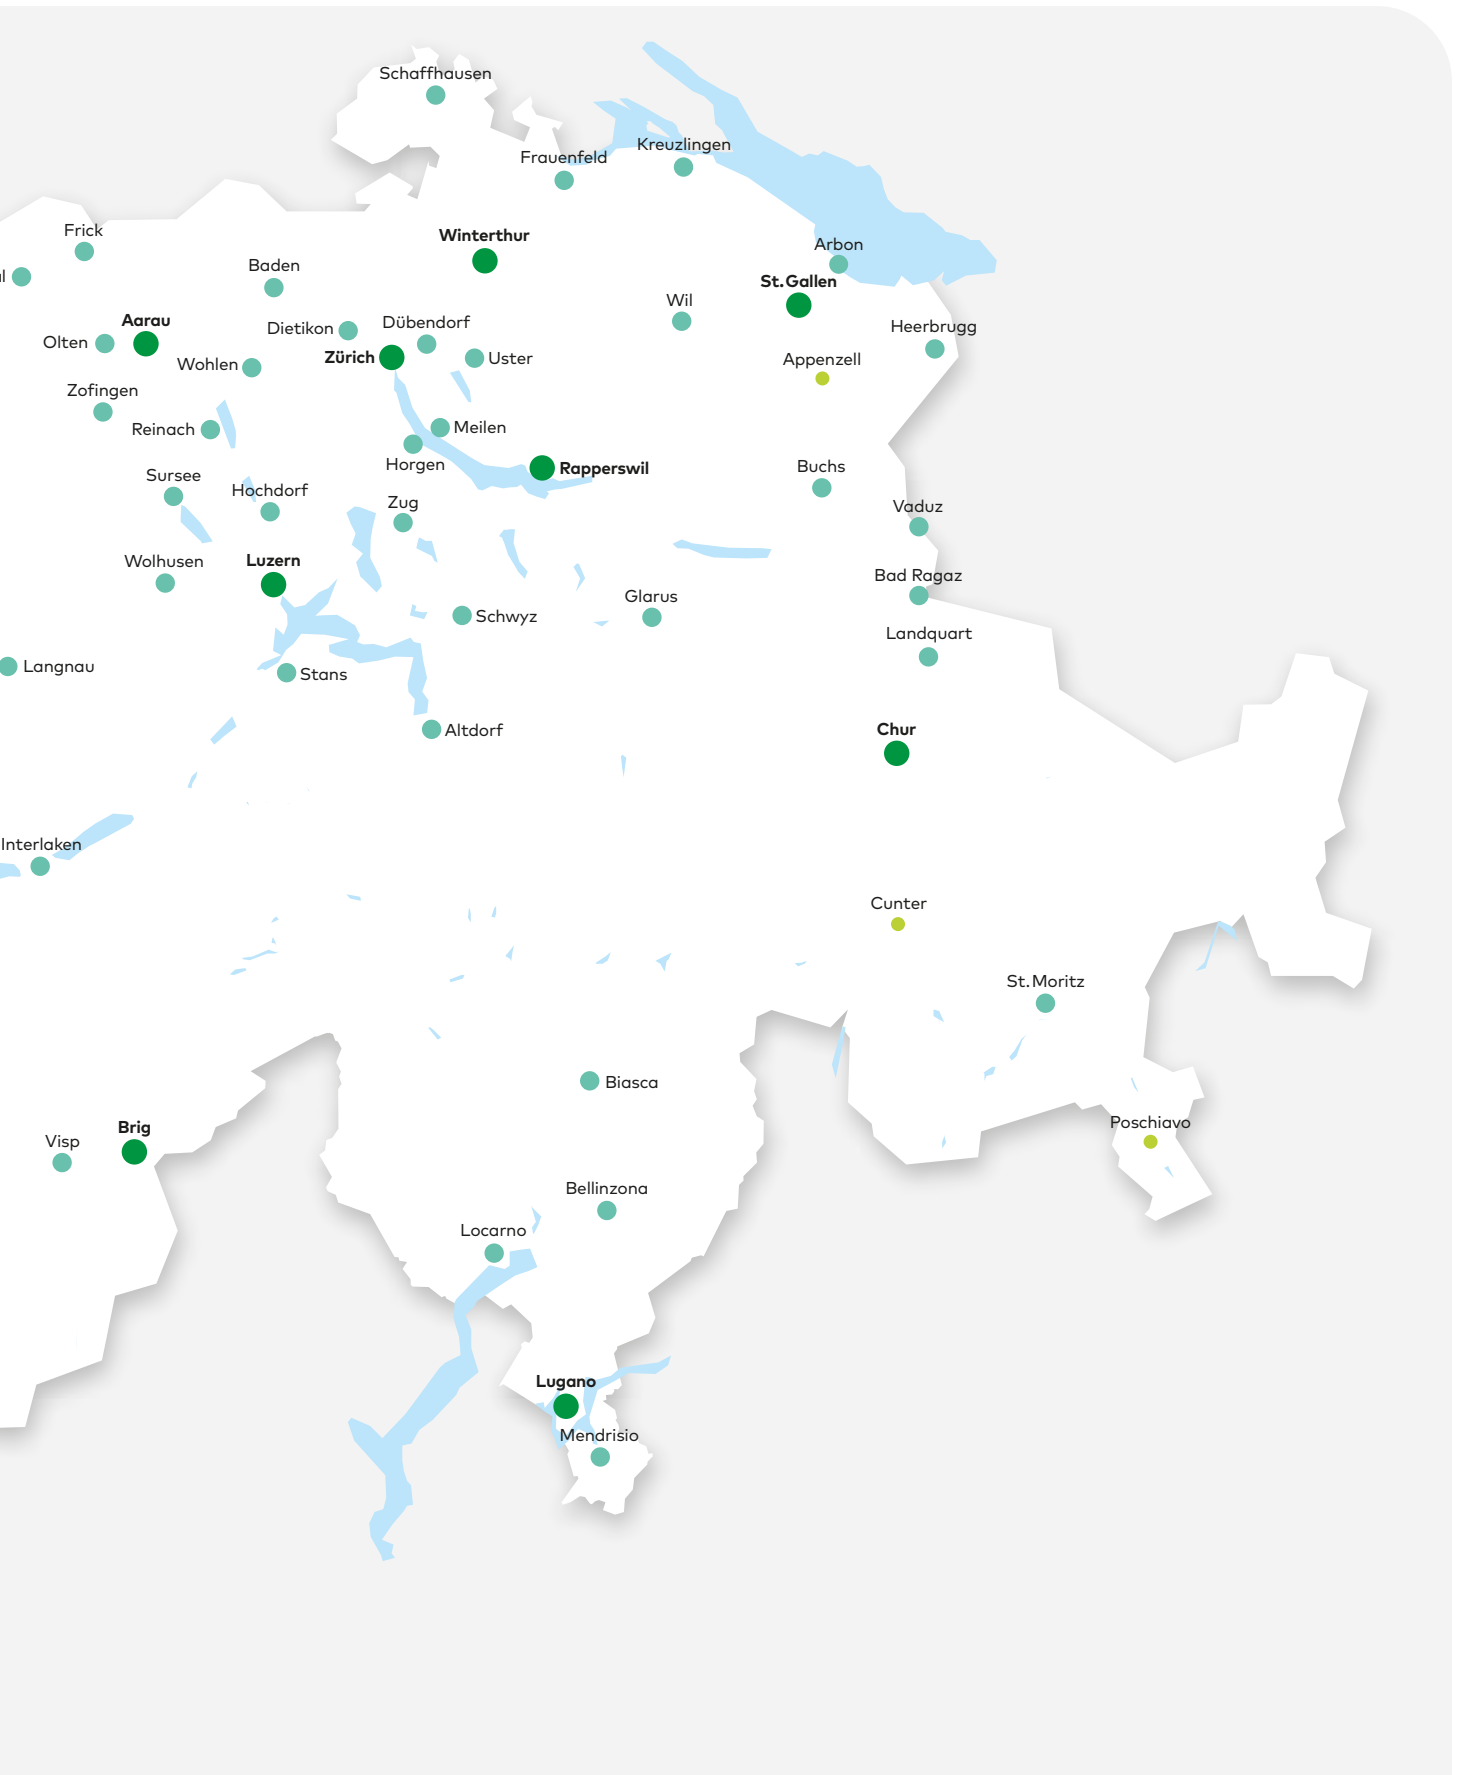 Schaffhausen
Kreuzlingen
Frauenfeld
Frick
Winterthur
Arbon
Baden
St. Gallen
Wil
Aarau
Dietikon
Dübendorf
Heerbrugg
Olten
Zürich
Uster
Appenzell
Wohlen
Zofingen
Reinach
Meilen
Horgen
Rapperswil
Buchs
Sursee
Hochdorf
Zug
Vaduz
Wolhusen
Luzern
Bad Ragaz
Glarus
Schwyz
Landquart
Langnau
Stans
Altdorf
Chur
Interlaken
Cunter
St. Moritz
Biasca
Poschiavo
Brig
Visp
Bellinzona
Locarno
Lugano
Mendrisio